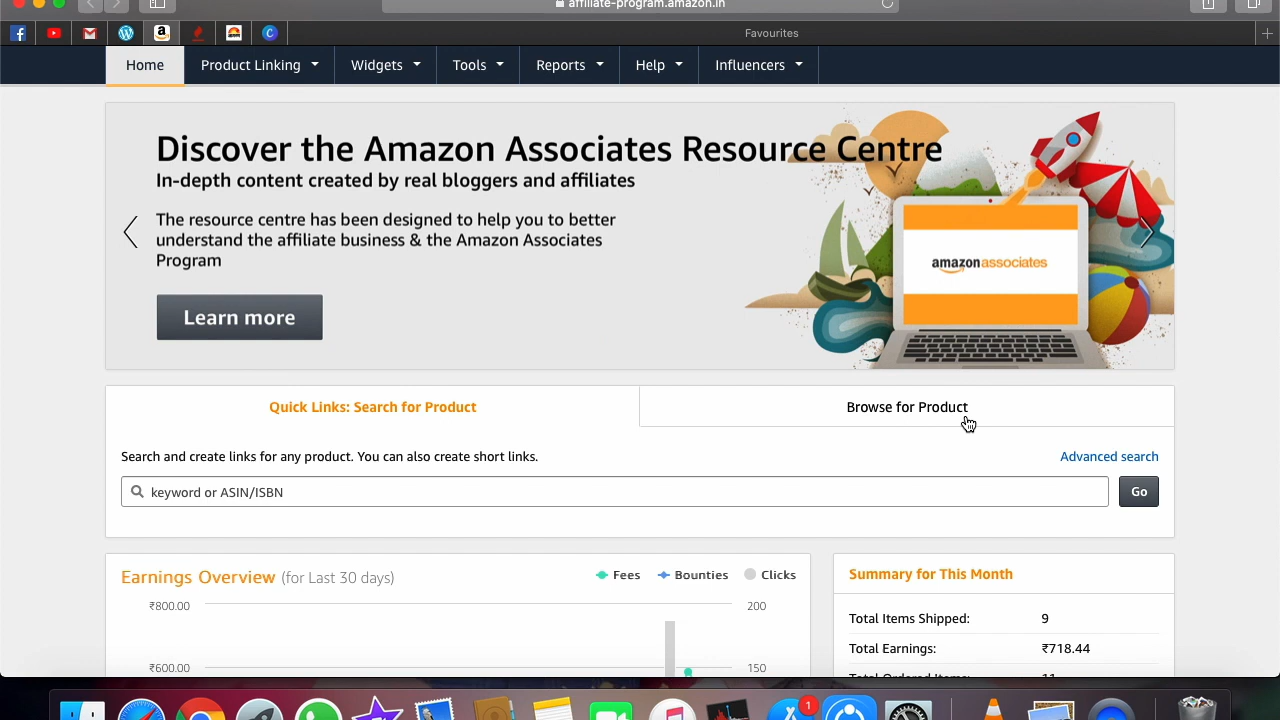 affiliate-program.amazon.in
Favourites
Home Product Linking Widgets Tools Reports Help Influencers
Discover the Amazon Associates Resource Centre
In-depth content created by real bloggers and affiliates
The resource centre has been designed to help you to better
understand the affiliate business & the Amazon Associates
Program
Learn more
amazonassociates
Quick Links: Search for Product
Browse for Product
Search and create links for any product. You can also create short links.
Advanced search
keyword or ASIN/ISBN
Go
Earnings Overview (for Last 30 days)
Fees Bounties Clicks
₹800.00
200
₹600.00
150
Summary for This Month
Total Items Shipped: 9
Total Earnings: ₹718.44
Total Ordered Items: 11
1